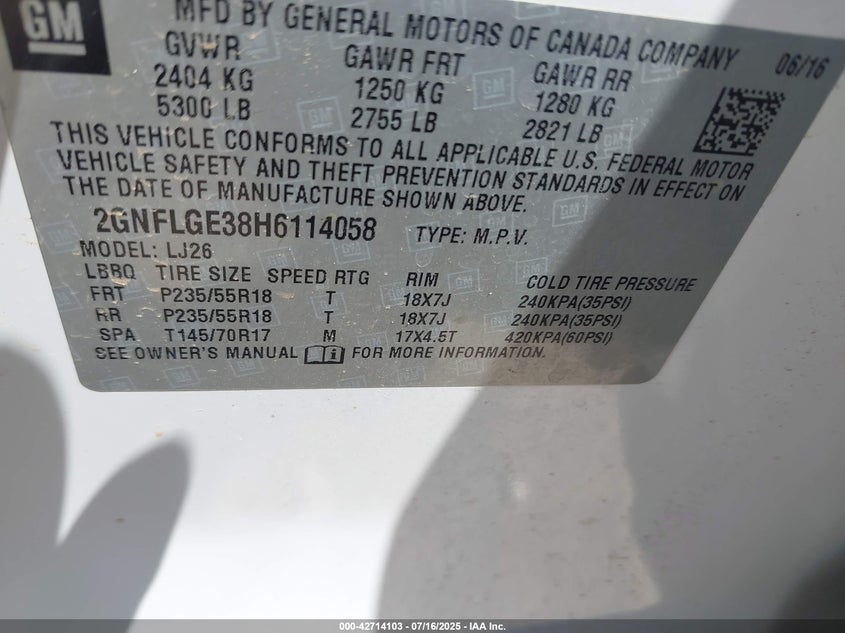 GM
MFD BY GENERAL MOTORS OF CANADA COMPANY 06/16
GVWR GAWR FRT GAWR RR
2404 KG 1250 KG 1280 KG
5300 LB 2755 LB 2821 LB
THIS VEHICLE CONFORMS TO ALL APPLICABLE U.S. FEDERAL MOTOR
VEHICLE SAFETY AND THEFT PREVENTION STANDARDS IN EFFECT ON
THE DATE OF MANUFACTURE SHOWN ABOVE.
2GNFLGE38H6114058 TYPE: M.P.V.
MODEL: LJ26
LBRQ TIRE SIZE SPEED RTG RIM COLD TIRE PRESSURE
FRT P235/55R18 T 18X7J 240KPA(35PSI)
RR P235/55R18 T 18X7J 240KPA(35PSI)
SPA T145/70R17 M 17X4.5T 420KPA(60PSI)
SEE OWNER'S MANUAL FOR MORE INFORMATION.
000-42714103 - 07/16/2025 - IAA Inc.